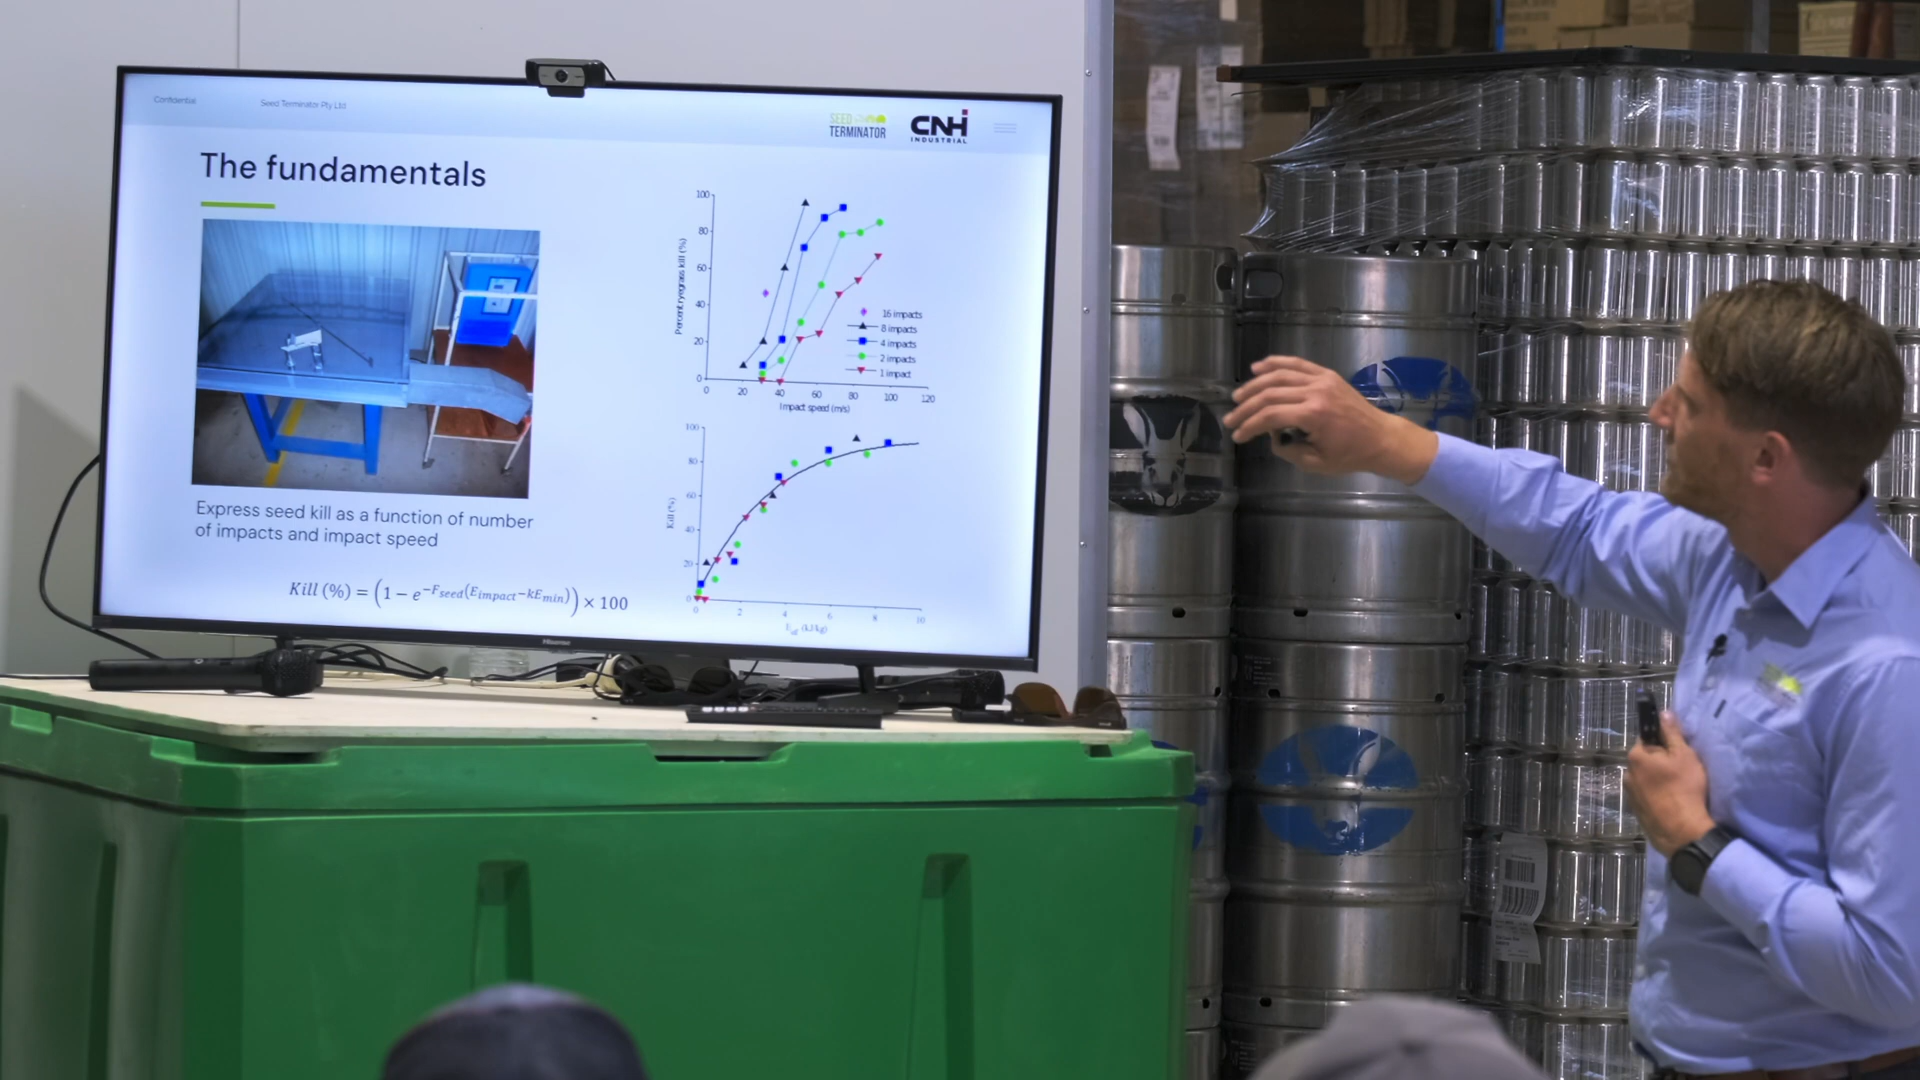 Confidential
Seed Terminator Pty Ltd
SEED
TERMINATOR
CNH
INDUSTRIAL
The fundamentals
Express seed kill as a function of number
of impacts and impact speed
Kill (%) = (1 − e^−F_seed(E_impact−kE_min)) × 100
Percent ryegrass kill (%)
100
80
60
40
20
0
0 20 40 60 80 100 120
Impact speed (m/s)
16 impacts
8 impacts
4 impacts
2 impacts
1 impact
Kill (%)
100
80
60
40
20
0
0 2 4 6 8 10
(kJ/kg)
Hisense